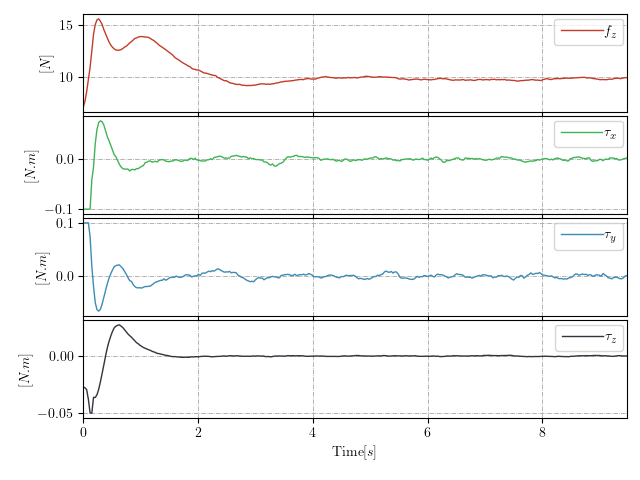 15
10
[N]
f_z
0.0
−0.1
[N.m]
τ_x
0.1
0.0
[N.m]
τ_y
0.00
−0.05
[N.m]
τ_z
0 2 4 6 8
Time[s]